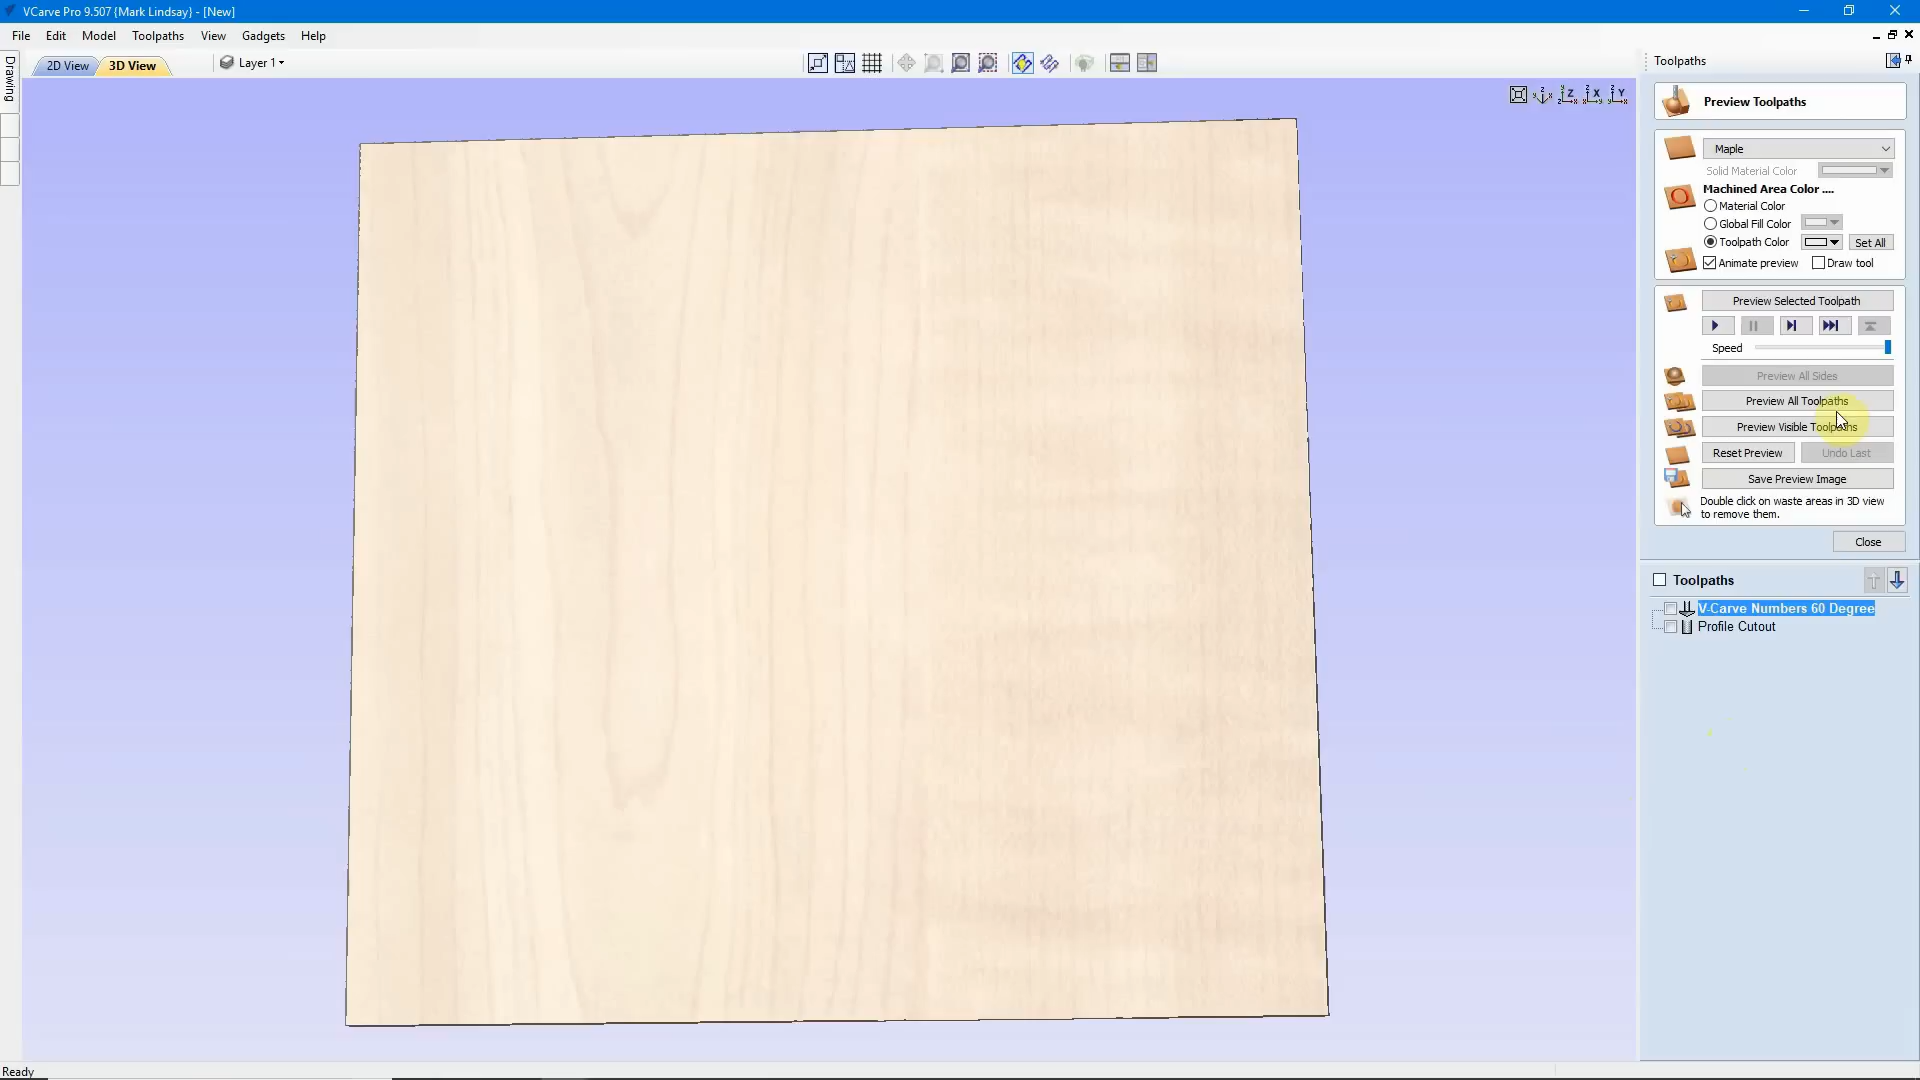 VCarve Pro 9.507 {Mark Lindsay} - [New]
File Edit Model Toolpaths View Gadgets Help
Drawing
2D View 3D View Layer 1
Toolpaths
Z X Y
Preview Toolpaths
Maple
Solid Material Color
Machined Area Color ....
Material Color
Global Fill Color
Toolpath Color Set All
Animate preview Draw tool
Preview Selected Toolpath
Speed
Preview All Sides
Preview All Toolpaths
Preview Visible Toolpaths
Reset Preview Undo Last
Save Preview Image
Double click on waste areas in 3D view
to remove them.
Close
Toolpaths
V-Carve Numbers 60 Degree
Profile Cutout
Ready